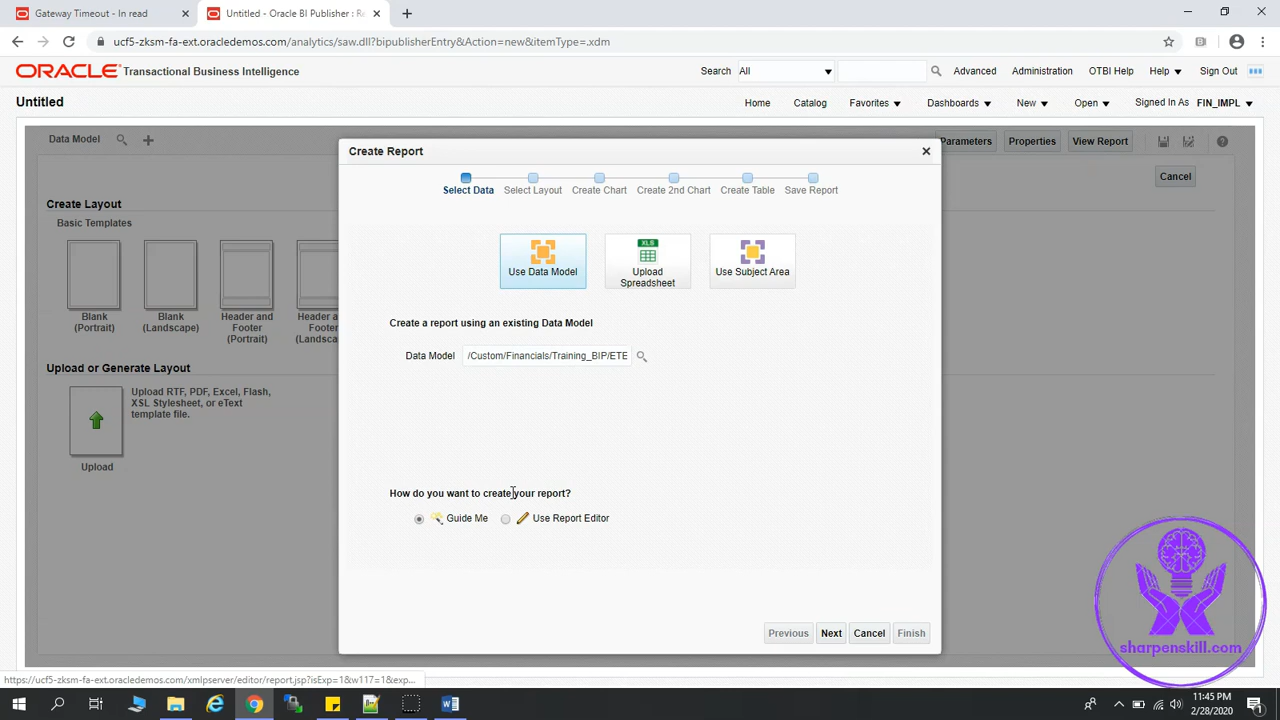 Gateway Timeout - In read
Untitled - Oracle BI Publisher : Re
ucf5-zksm-fa-ext.oracledemos.com/analytics/saw.dll?bipublisherEntry&Action=new&itemType=.xdm
ORACLE Transactional Business Intelligence
Search All Advanced Administration OTBI Help Help Sign Out
Untitled
Home Catalog Favorites Dashboards New Open Signed In As FIN_IMPL
Data Model
Parameters Properties View Report
Create Report
Cancel
Select Data Select Layout Create Chart Create 2nd Chart Create Table Save Report
Create Layout
Basic Templates
Blank
(Portrait)
Blank
(Landscape)
Header and
Footer
(Portrait)
Header a
Foote
(Landsca
Use Data Model
XLS
Upload
Spreadsheet
Use Subject Area
Create a report using an existing Data Model
Data Model /Custom/Financials/Training_BIP/ETE
Upload or Generate Layout
Upload RTF, PDF, Excel, Flash,
XSL Stylesheet, or eText
template file.
Upload
How do you want to create your report?
Guide Me Use Report Editor
Previous Next Cancel Finish
sharpenskill.com
https://ucf5-zksm-fa-ext.oracledemos.com/xmlpserver/editor/report.jsp?isExp=1&w117=1&exp...
11:45 PM
2/28/2020
1